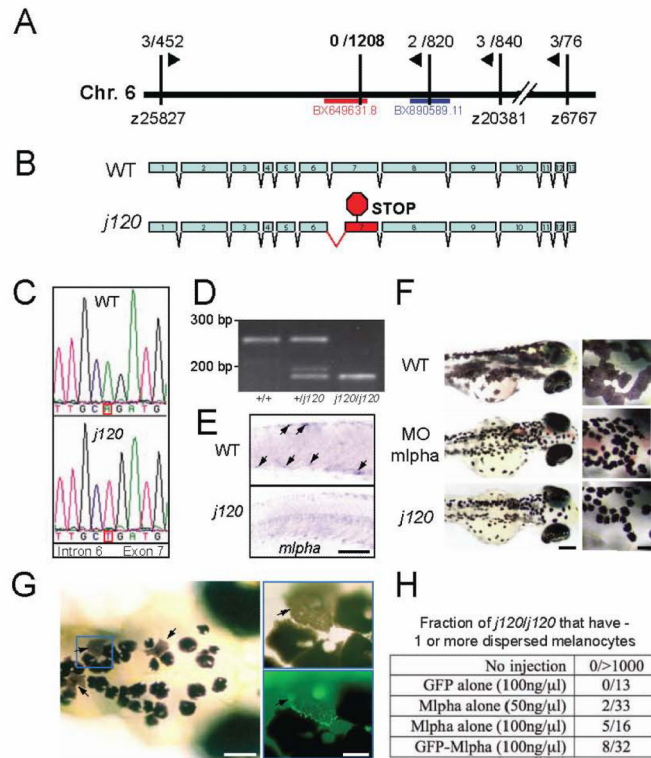 A
3/452
0 /1208
2 /820
3 /840
3/76
Chr. 6
z25827
BX649631.8
BX890589.11
z20381
z6767
B
WT
1 2 3 4 5 6 7 8 9 10 11 12 13
j120
STOP
1 2 3 4 5 6 7 8 9 10 11 12 13
C
WT
T T G C A G A T G
j120
T T G C T G A T G
Intron 6 Exon 7
D
300 bp
200 bp
+/+ +/j120 j120/j120
E
WT
j120
mlpha
F
WT
MO
mlpha
j120
G
H
Fraction of j120/j120 that have -
1 or more dispersed melanocytes
No injection 0/>1000
GFP alone (100ng/µl) 0/13
Mlpha alone (50ng/µl) 2/33
Mlpha alone (100ng/µl) 5/16
GFP-Mlpha (100ng/µl) 8/32